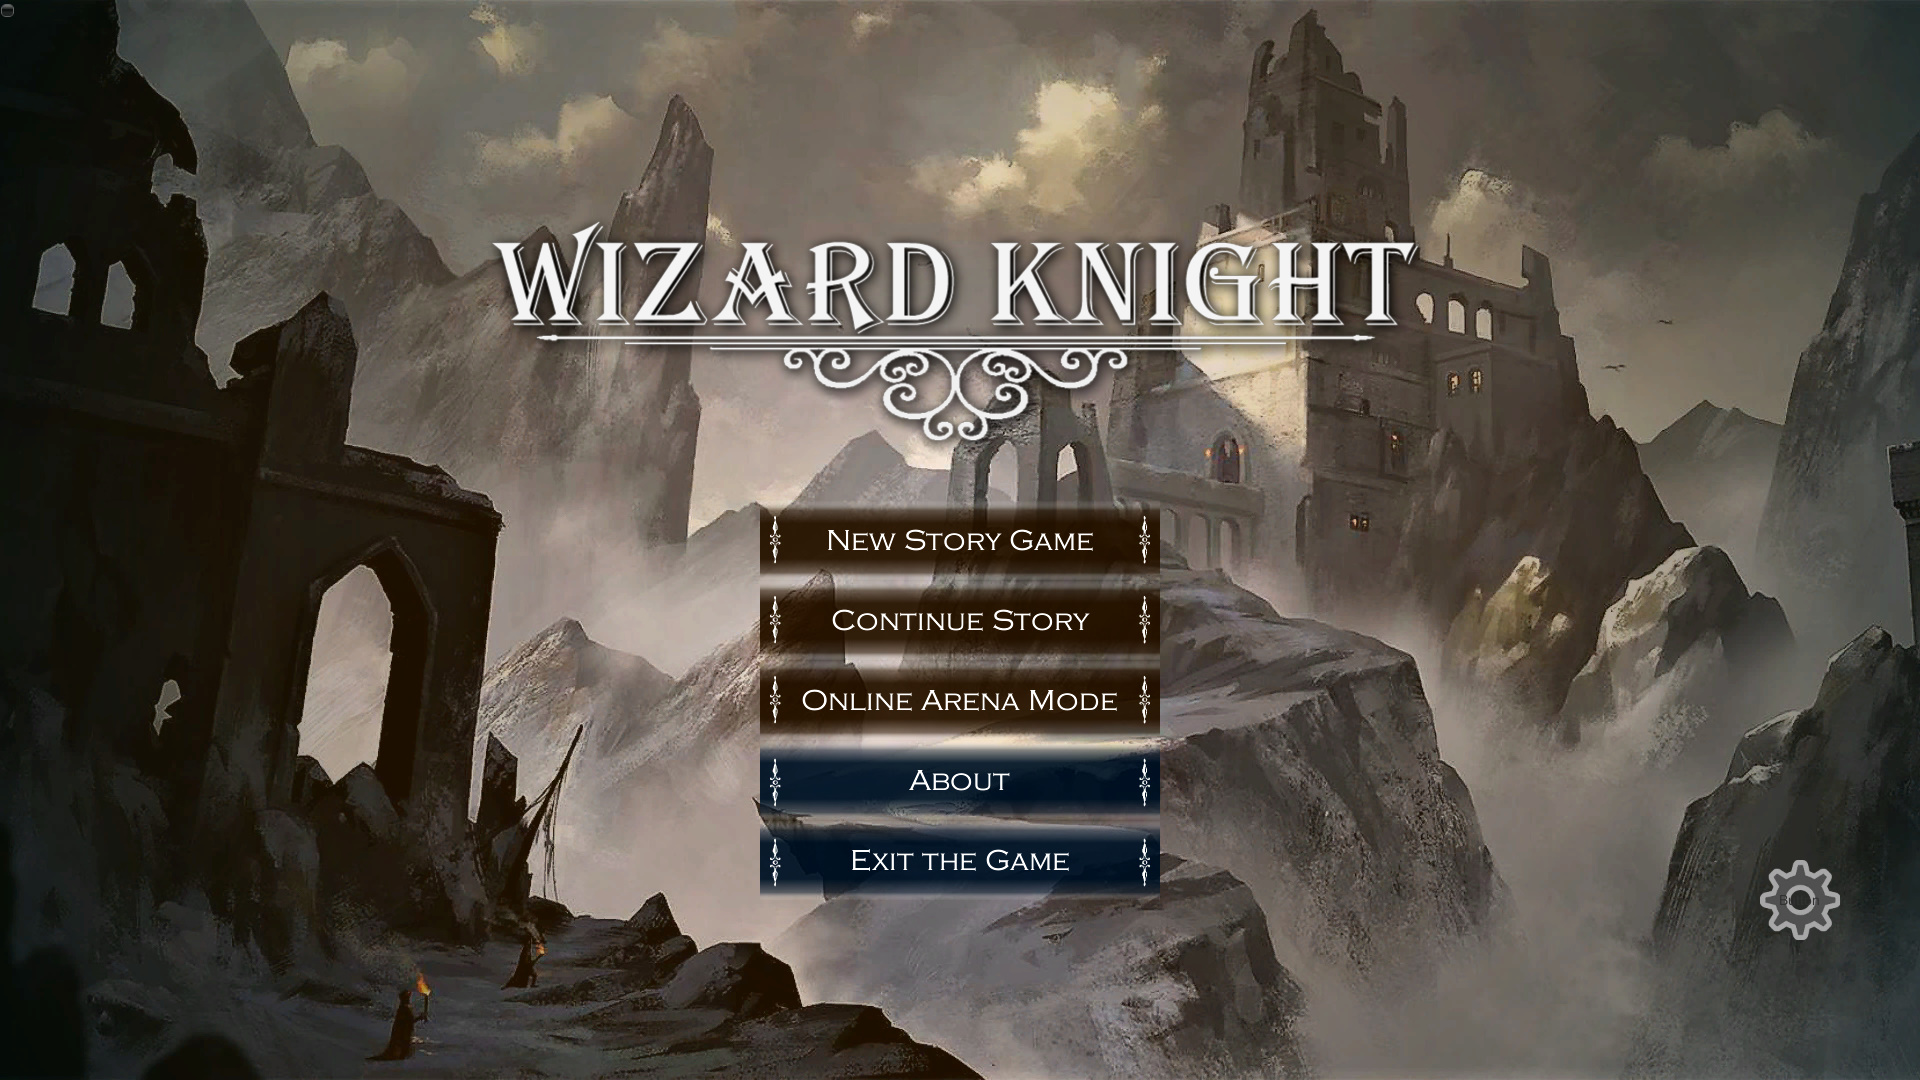 WIZARD KNIGHT
NEW STORY GAME
CONTINUE STORY
ONLINE ARENA MODE
ABOUT
EXIT THE GAME